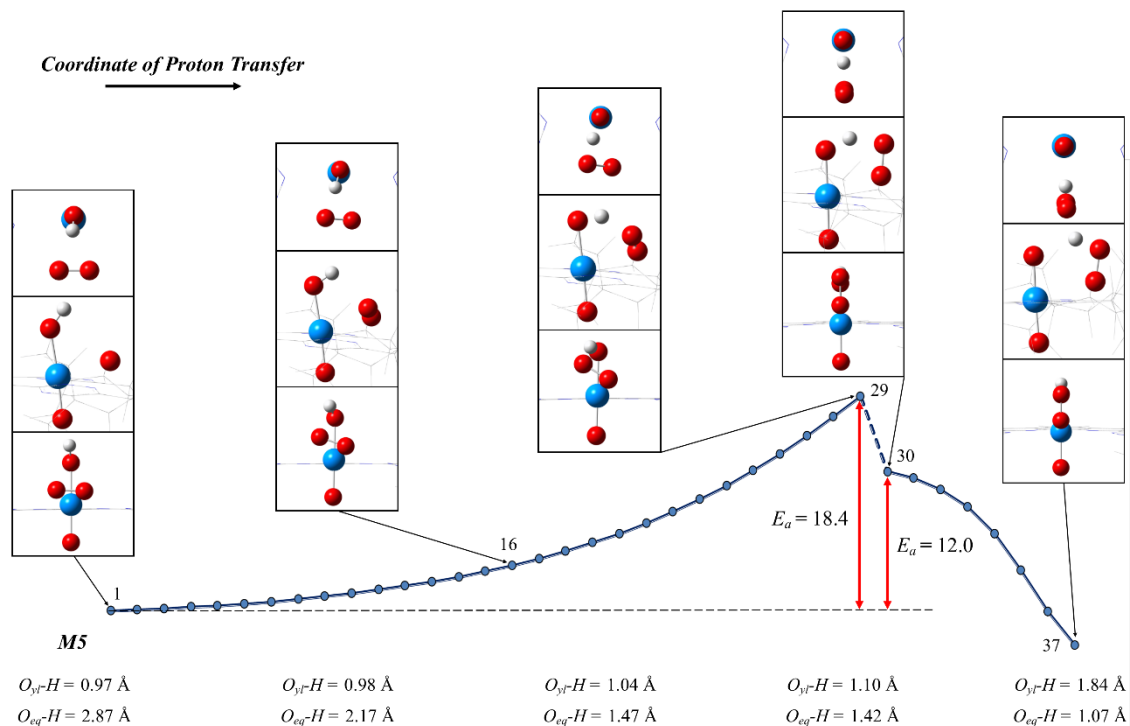 Coordinate of Proton Transfer
29
30
Eₐ = 18.4
Eₐ = 12.0
16
1
37
M5
Oyl-H = 0.97 Å
Oeq-H = 2.87 Å
Oyl-H = 0.98 Å
Oeq-H = 2.17 Å
Oyl-H = 1.04 Å
Oeq-H = 1.47 Å
Oyl-H = 1.10 Å
Oeq-H = 1.42 Å
Oyl-H = 1.84 Å
Oeq-H = 1.07 Å